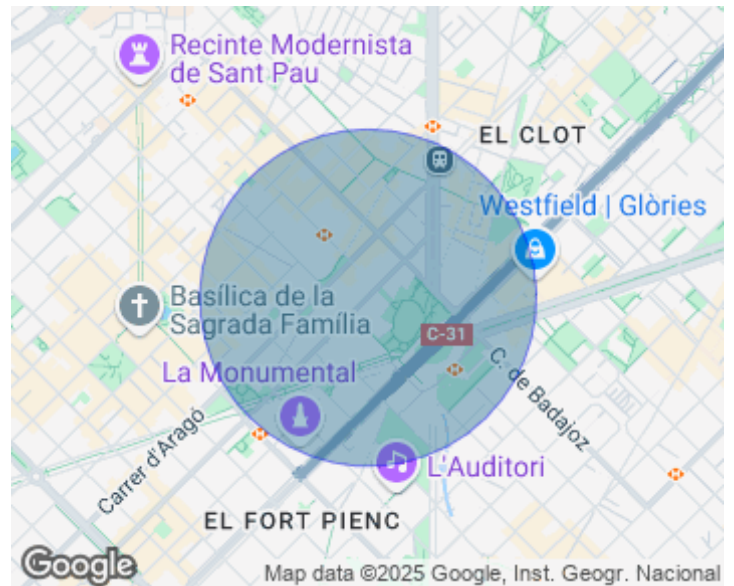 Recinte Modernista
de Sant Pau
EL CLOT
Westfield | Glòries
Basílica de la
Sagrada Família
C-31
La Monumental
C. de Badajoz
Carrer d'Aragó
L'Auditori
EL FORT PIENC
Google
Map data ©2025 Google, Inst. Geogr. Nacional